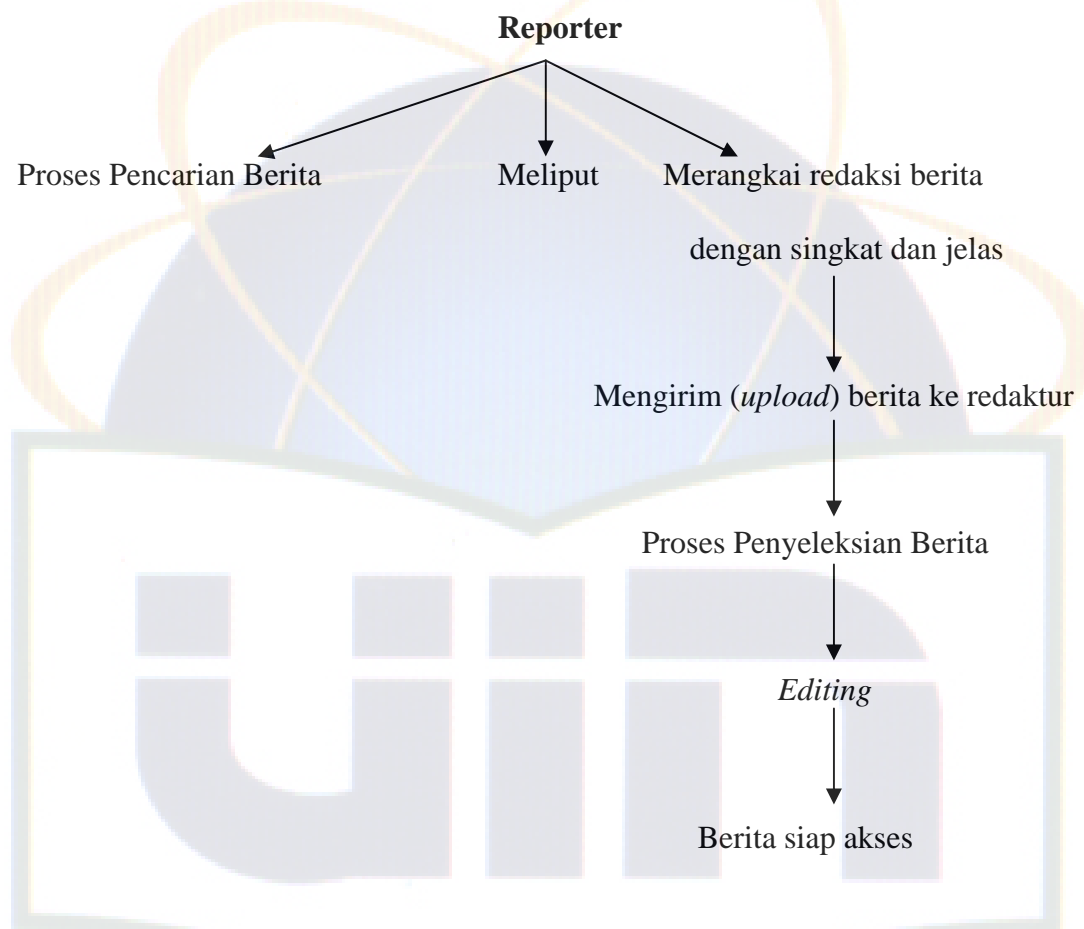 Reporter
Proses Pencarian Berita
Meliput
Merangkai redaksi berita
dengan singkat dan jelas
Mengirim (upload) berita ke redaktur
Proses Penyeleksian Berita
Editing
Berita siap akses
uin